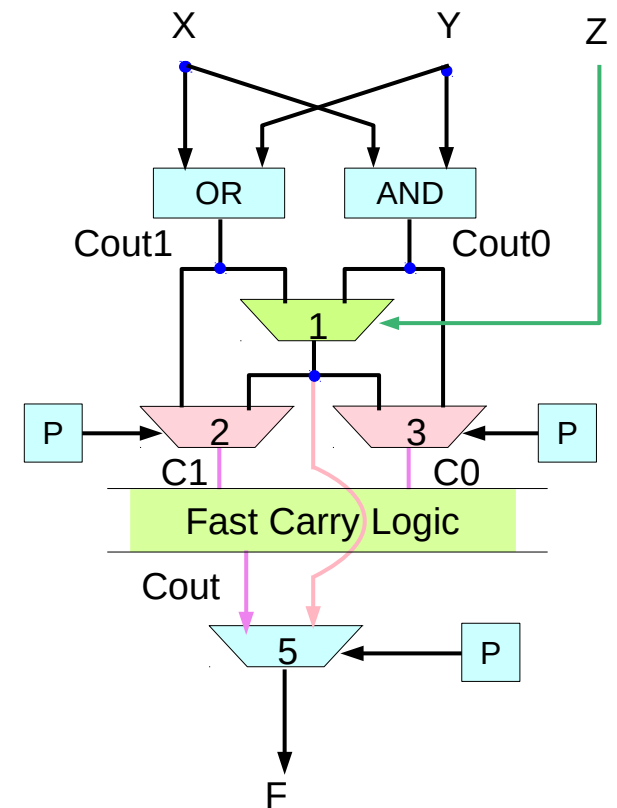 X Y Z
OR AND
Cout1 Cout0
1
P 2 3 P
C1 C0
Fast Carry Logic
Cout
5 P
F